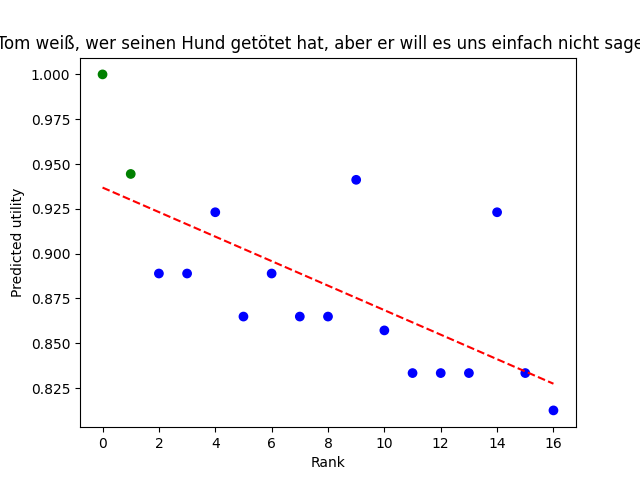 Tom weiß, wer seinen Hund getötet hat, aber er will es uns einfach nicht sage
1.000
0.975
0.950
0.925
0.900
0.875
0.850
0.825
Predicted utility
0 2 4 6 8 10 12 14 16
Rank